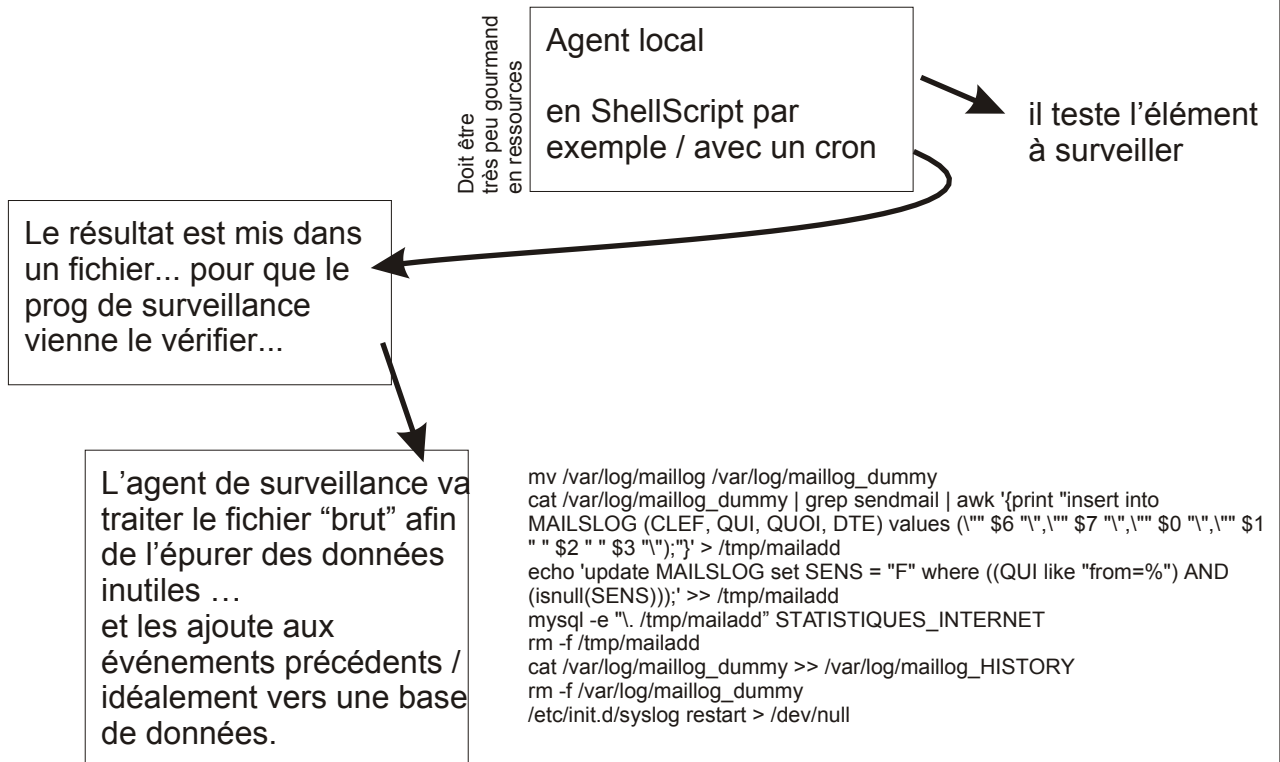 Doit être
très peu gourmand
en ressources
Agent local
en ShellScript par
exemple / avec un cron
il teste l’élément
à surveiller
Le résultat est mis dans
un fichier... pour que le
prog de surveillance
vienne le vérifier...
L’agent de surveillance va
traiter le fichier “brut” afin
de l’épurer des données
inutiles …
et les ajoute aux
événements précédents /
idéalement vers une base
de données.
mv /var/log/maillog /var/log/maillog_dummy
cat /var/log/maillog_dummy | grep sendmail | awk '{print "insert into
MAILSLOG (CLEF, QUI, QUOI, DTE) values (\"" $6 "\",\"" $7 "\",\"" $0 "\",\"" $1
" " $2 " " $3 "\");"}' > /tmp/mailadd
echo 'update MAILSLOG set SENS = "F" where ((QUI like "from=%") AND
(isnull(SENS)));' >> /tmp/mailadd
mysql -e "\. /tmp/mailadd” STATISTIQUES_INTERNET
rm -f /tmp/mailadd
cat /var/log/maillog_dummy >> /var/log/maillog_HISTORY
rm -f /var/log/maillog_dummy
/etc/init.d/syslog restart > /dev/null